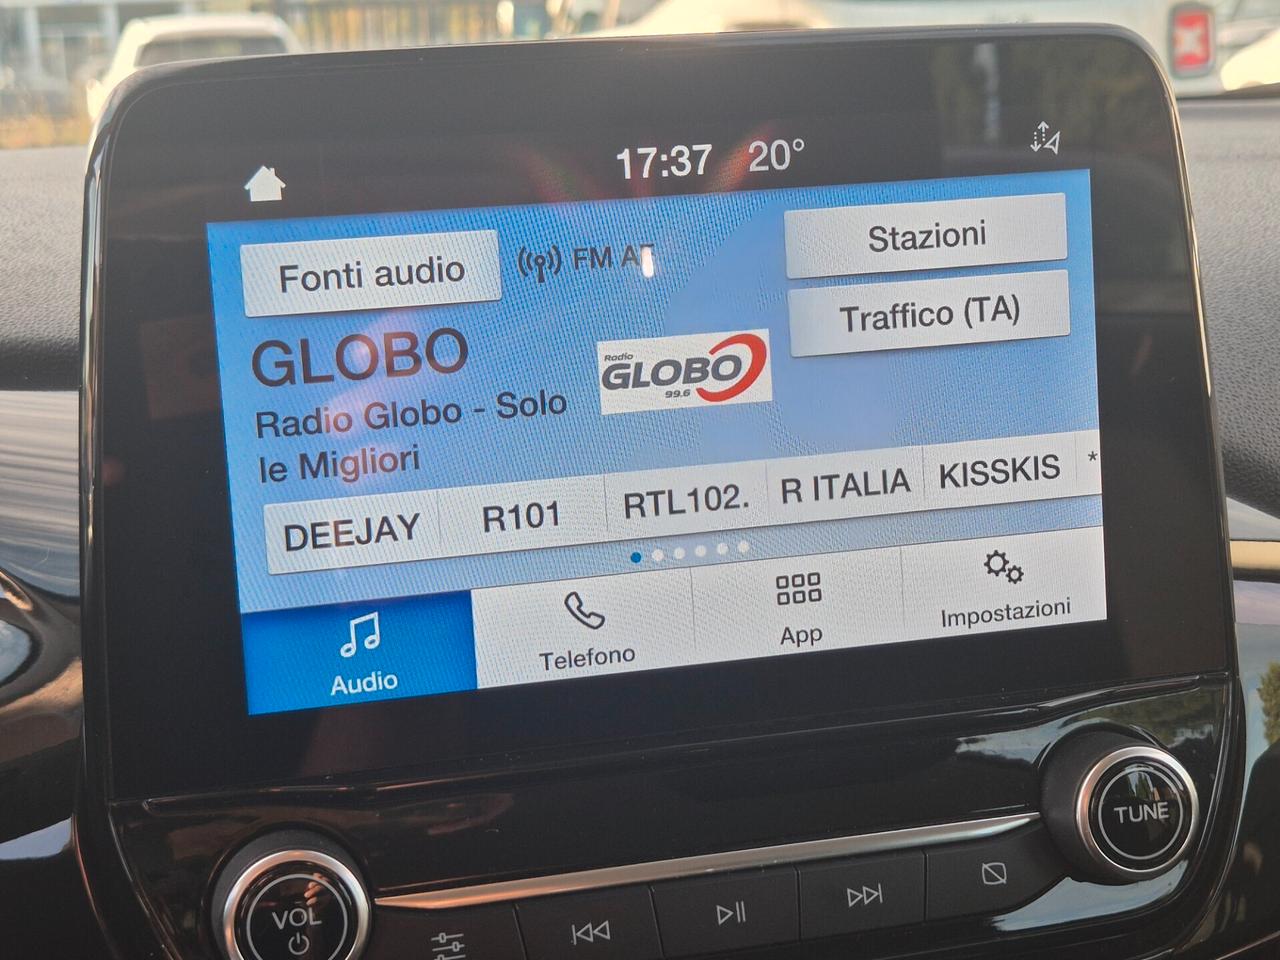 17:37 20°
Fonti audio
FM
Stazioni
Traffico (TA)
GLOBO
Radio Globo - Solo
le Migliori
Radio
GLOBO
99.6
DEEJAY
R101
RTL102.
R ITALIA
KISSKIS
*
Audio
Telefono
App
Impostazioni
VOL
TUNE